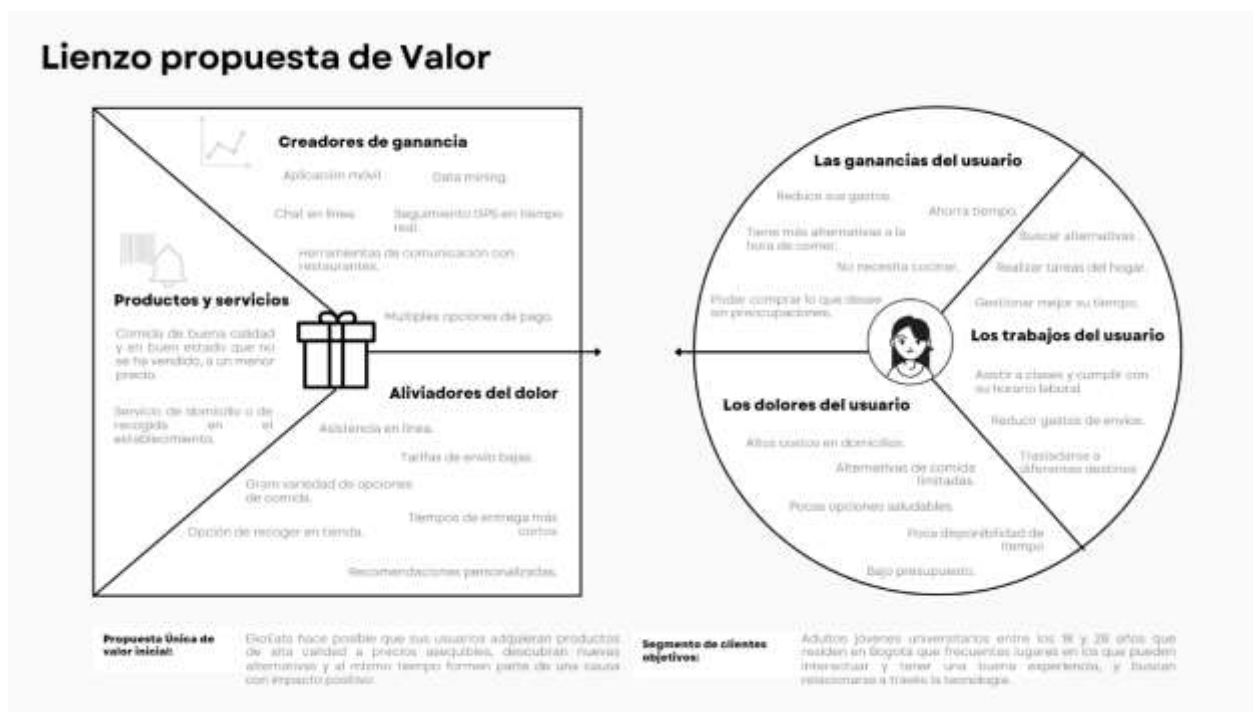 Lienzo propuesta de Valor
Creadores de ganancia
Aplicación móvil
Data mining.
Chat en línea.
Seguimiento GPS en tiempo
real.
Herramientas de comunicación con
restaurantes.
Múltiples opciones de pago.
Productos y servicios
Comida de buena calidad
y en buen estado que no
se ha vendido, a un menor
precio.
Servicio de domicilio o de
recogida en el
establecimiento.
Aliviadores del dolor
Asistencia en línea.
Tarifas de envío bajas.
Gran variedad de opciones
de comida.
Tiempos de entrega más
cortos
Opción de recoger en tienda.
Recomendaciones personalizadas.
Las ganancias del usuario
Reduce sus gastos.
Ahorra tiempo.
Tiene más alternativas a la
hora de comer.
No necesita cocinar.
Poder comprar lo que desee
sin preocupaciones.
Buscar alternativas.
Realizar tareas del hogar.
Gestionar mejor su tiempo.
Los trabajos del usuario
Asistir a clases y cumplir con
su horario laboral.
Reducir gastos de envíos.
Trasladarse a
diferentes destinos
Los dolores del usuario
Altos costos en domicilios.
Alternativas de comida
limitadas.
Pocas opciones saludables.
Poca disponibilidad de
tiempo
Bajo presupuesto.
Propuesta Única de
valor inicial:
hace posible que sus usuarios adquieran productos
de alta calidad a precios asequibles, descubran nuevas
alternativas y al mismo tiempo formen parte de una causa
con impacto positivo
Segmento de clientes
objetivos:
Adultos jóvenes universitarios entre los 18 y 28 años que
residen en Bogotá que frecuentan lugares en los que pueden
interactuar y tener una buena experiencia, y buscan
relacionarse a través la tecnología.